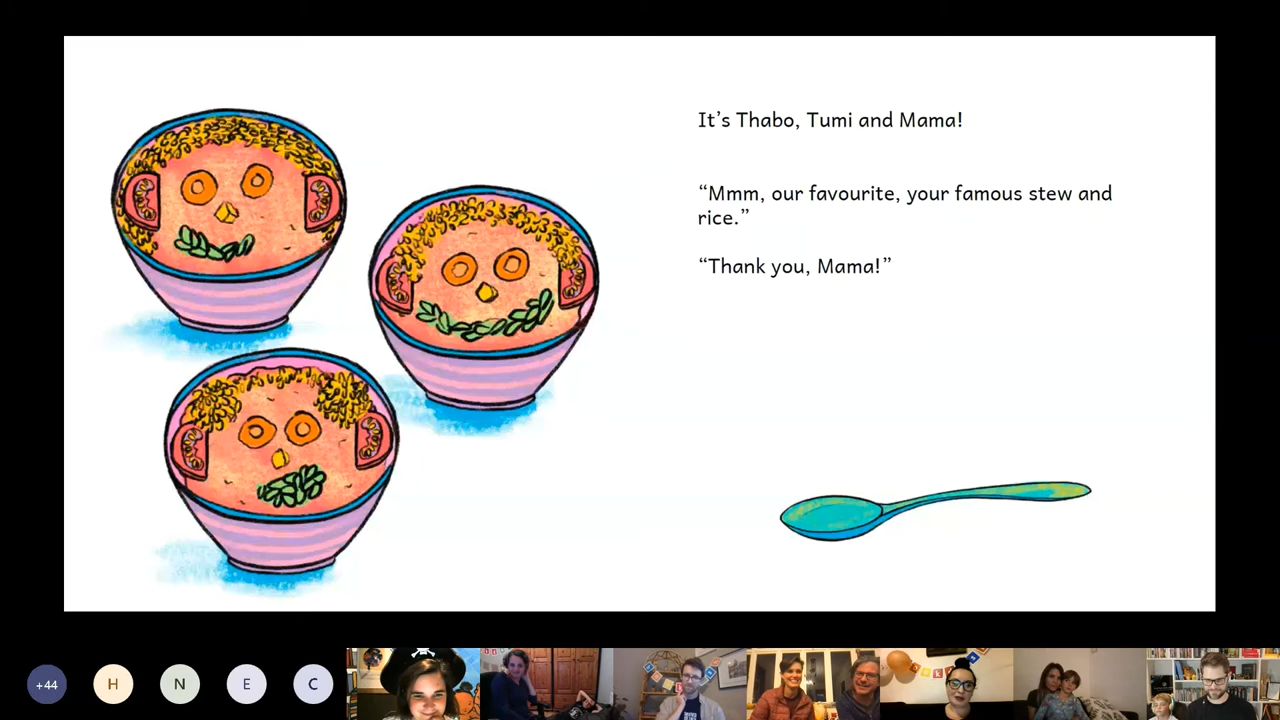 It's Thabo, Tumi and Mama!
“Mmm, our favourite, your famous stew and
rice.”
“Thank you, Mama!”
+44
H
N
E
C